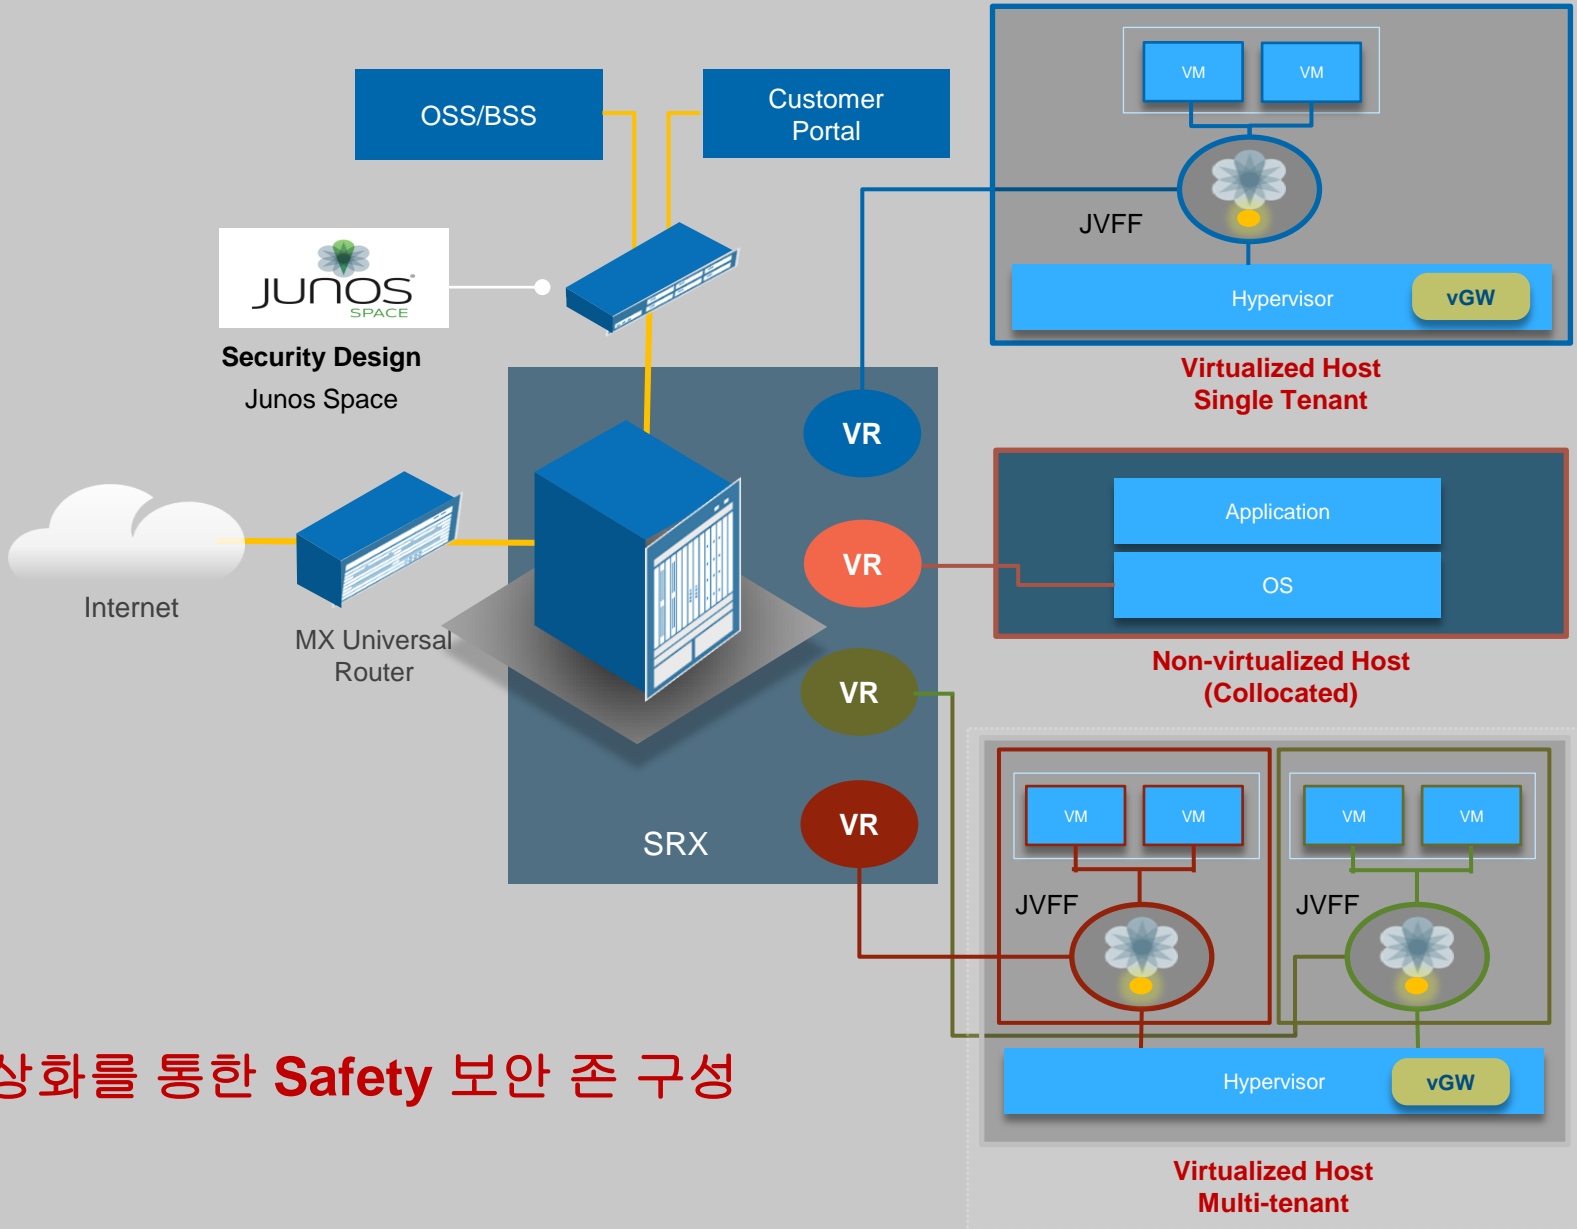 OSS/BSS
Customer
Portal
JUNOS
SPACE
Security Design
Junos Space
Internet
MX Universal
Router
SRX
VR
VR
VR
VR
VM
VM
JVFF
Hypervisor
vGW
Virtualized Host
Single Tenant
Application
OS
Non-virtualized Host
(Collocated)
VM
VM
JVFF
VM
VM
JVFF
Hypervisor
vGW
Virtualized Host
Multi-tenant
상화를 통한 Safety 보안 존 구성